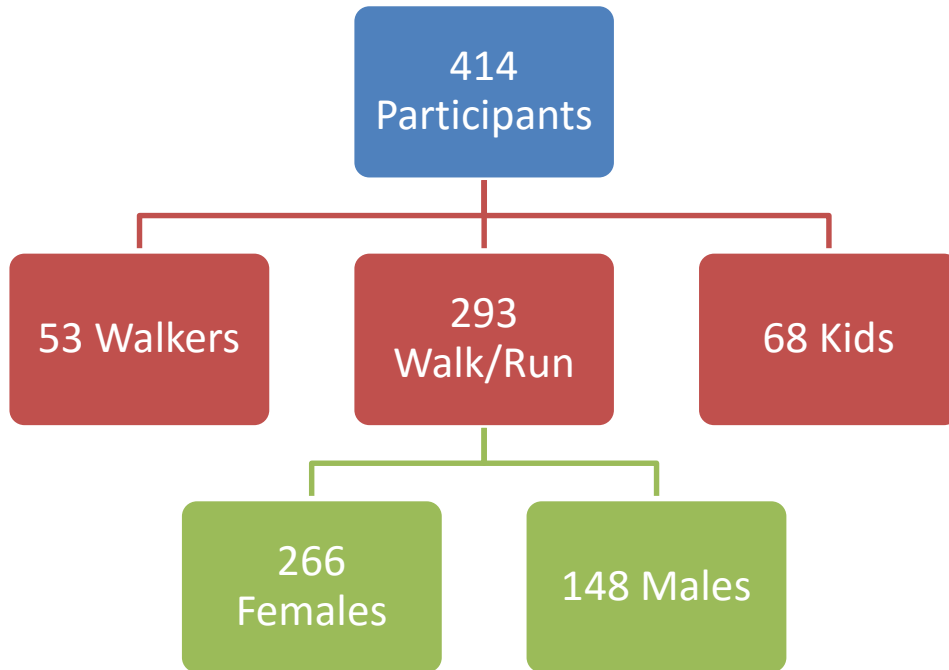 414
Participants
53 Walkers
293
Walk/Run
68 Kids
266
Females
148 Males